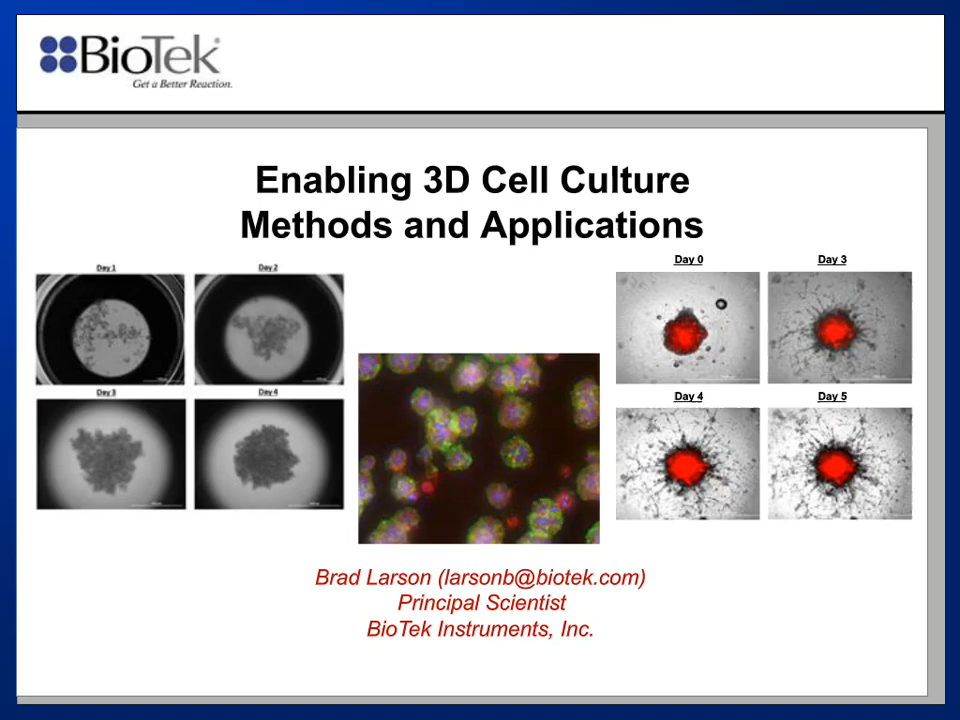 BioTek
Get a Better Reaction.
Enabling 3D Cell Culture
Methods and Applications
Day 1
Day 2
Day 3
Day 4
Day 0
Day 3
Day 4
Day 5
Brad Larson (larsonb@biotek.com)
Principal Scientist
BioTek Instruments, Inc.